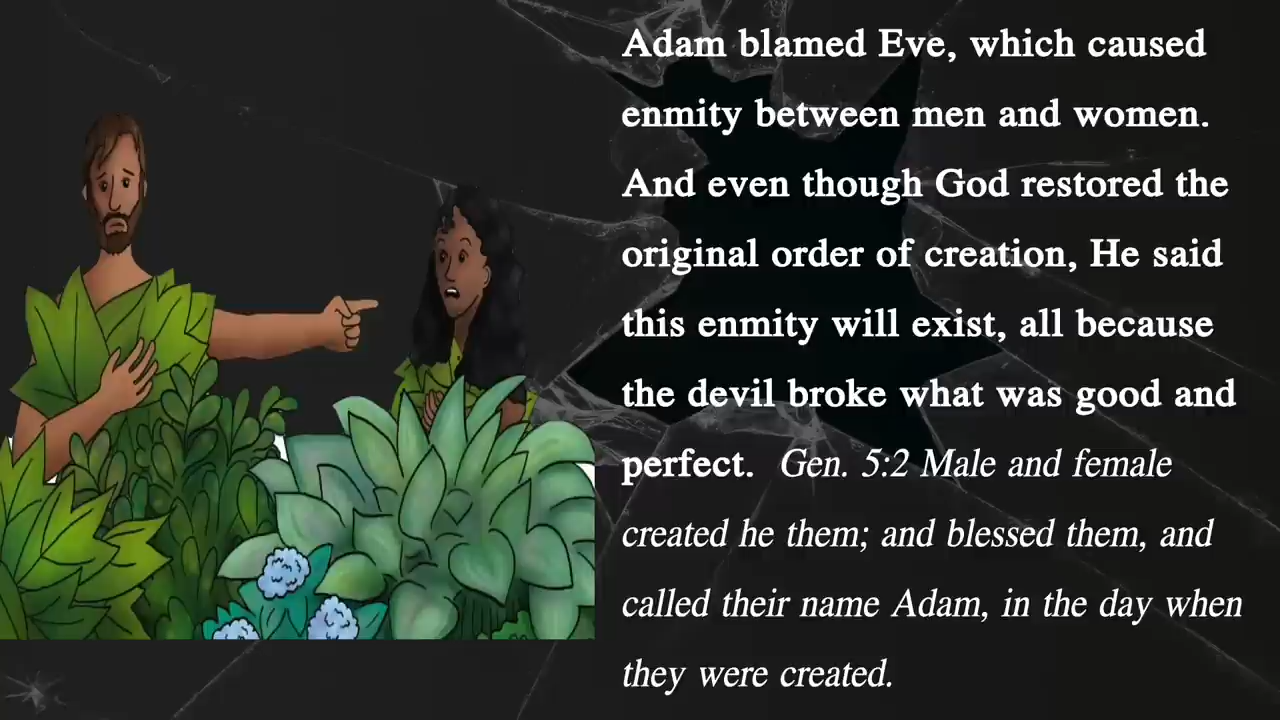 Adam blamed Eve, which caused
enmity between men and women.
And even though God restored the
original order of creation, He said
this enmity will exist, all because
the devil broke what was good and
perfect. Gen. 5:2 Male and female
created he them; and blessed them, and
called their name Adam, in the day when
they were created.